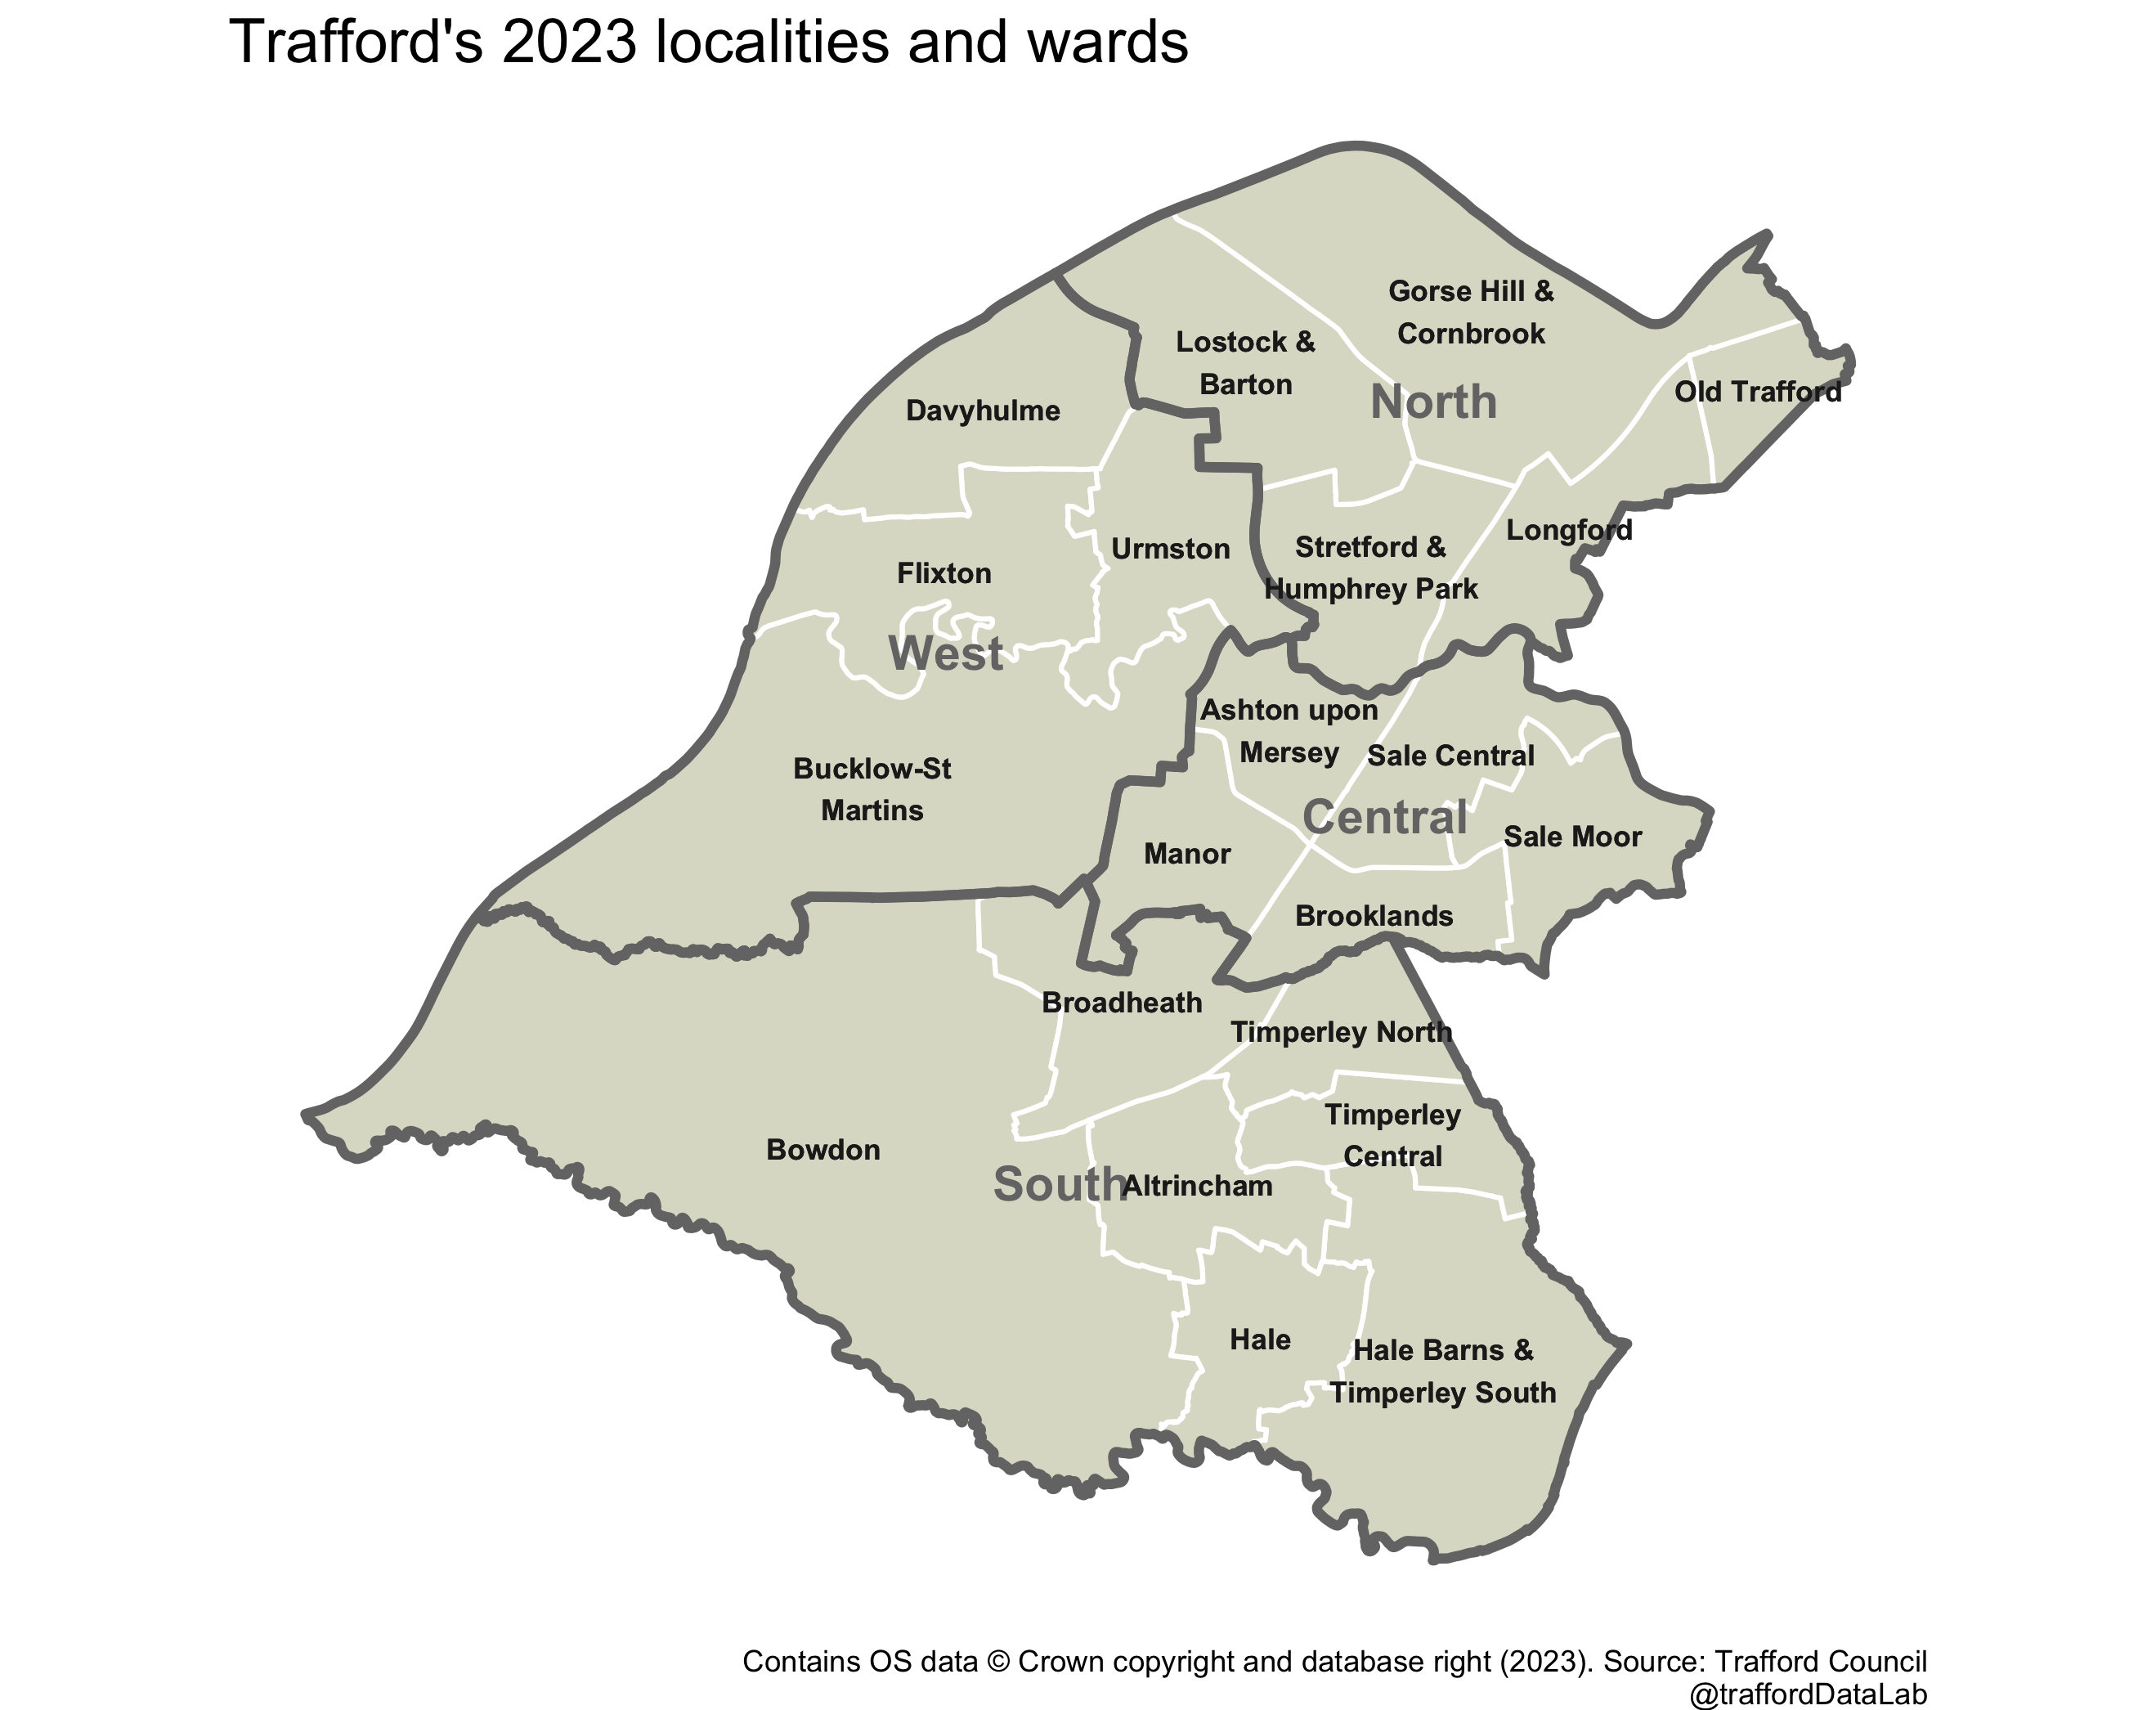 Trafford's 2023 localities and wards
Gorse Hill &
Cornbrook
Lostock &
Barton
North
Old Trafford
Davyhulme
Longford
Urmston
Stretford &
Humphrey Park
Flixton
West
Ashton upon
Mersey
Sale Central
Bucklow-St
Martins
Central
Sale Moor
Manor
Brooklands
Broadheath
Timperley North
Timperley
Central
Bowdon
South
Altrincham
Hale
Hale Barns &
Timperley South
Contains OS data © Crown copyright and database right (2023). Source: Trafford Council
@traffordDataLab